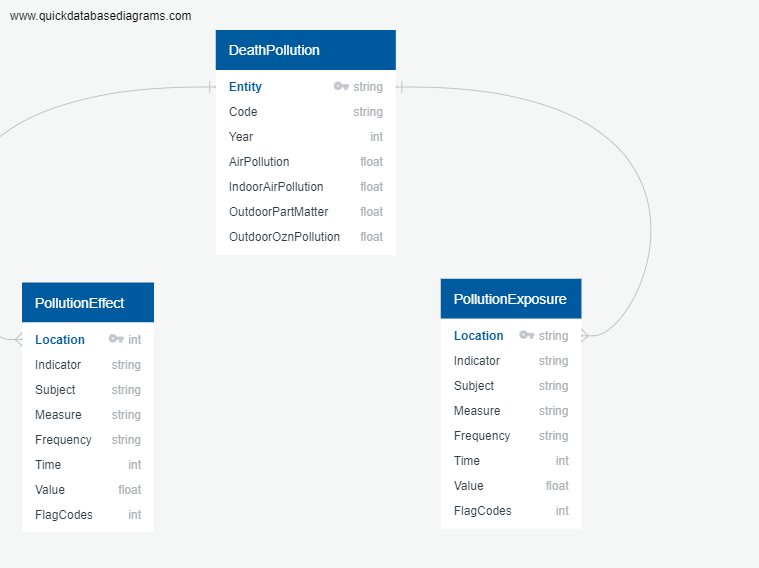 www.quickdatabasediagrams.com
DeathPollution
Entity string
Code string
Year int
AirPollution float
IndoorAirPollution float
OutdoorPartMatter float
OutdoorOznPollution float
PollutionEffect
Location int
Indicator string
Subject string
Measure string
Frequency string
Time int
Value float
FlagCodes int
PollutionExposure
Location string
Indicator string
Subject string
Measure string
Frequency string
Time int
Value float
FlagCodes int